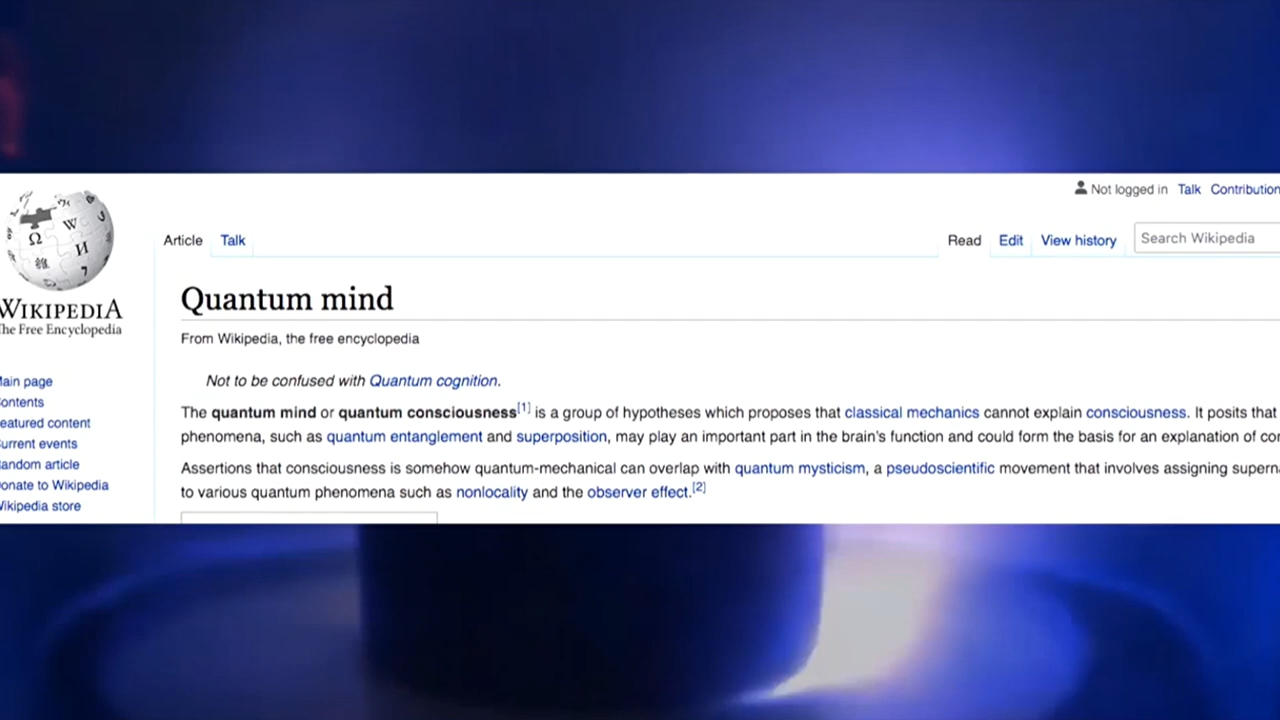 Not logged in Talk Contribution
Article Talk Read Edit View history Search Wikipedia
WIKIPEDIA
The Free Encyclopedia
Quantum mind
From Wikipedia, the free encyclopedia
Not to be confused with Quantum cognition.
ain page
ontents
eatured content
urrent events
andom article
onate to Wikipedia
ikipedia store
The quantum mind or quantum consciousness[1] is a group of hypotheses which proposes that classical mechanics cannot explain consciousness. It posits that
phenomena, such as quantum entanglement and superposition, may play an important part in the brain's function and could form the basis for an explanation of co
Assertions that consciousness is somehow quantum-mechanical can overlap with quantum mysticism, a pseudoscientific movement that involves assigning supern
to various quantum phenomena such as nonlocality and the observer effect.[2]